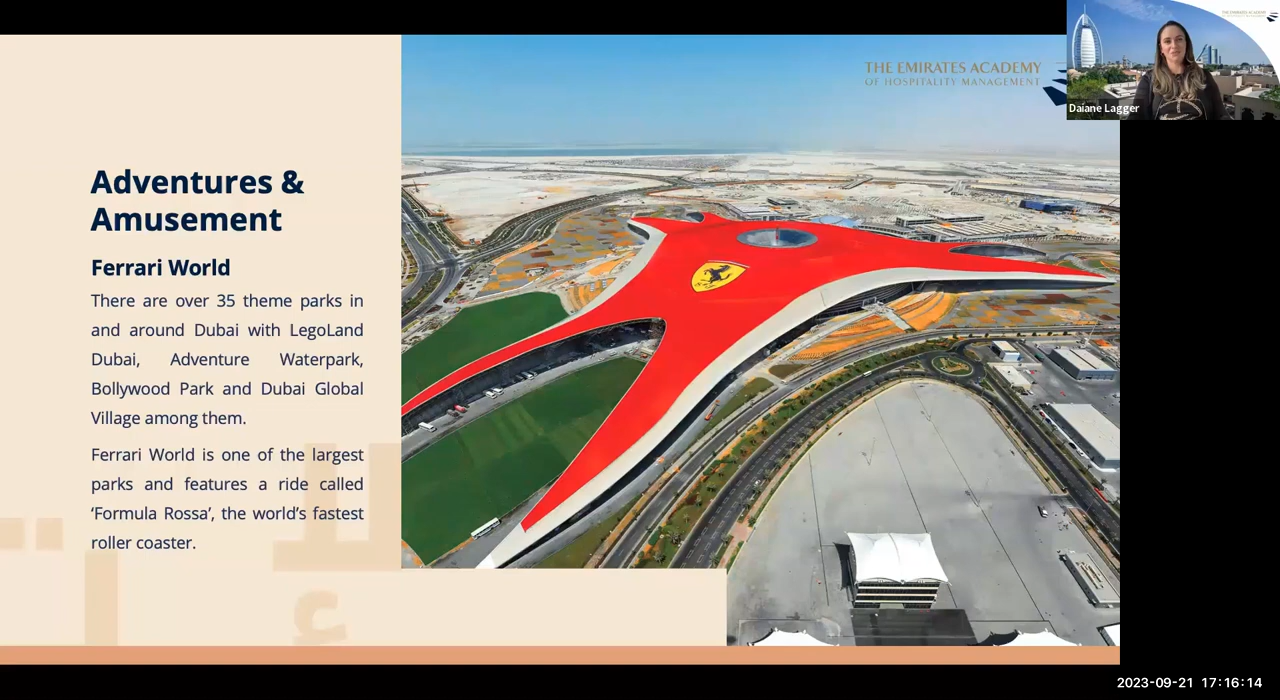 THE EMIRATES ACADEMY
OF HOSPITALITY MANAGEMENT
Daiane Lagger
Adventures &
Amusement
Ferrari World
There are over 35 theme parks in
and around Dubai with LegoLand
Dubai, Adventure Waterpark,
Bollywood Park and Dubai Global
Village among them.
Ferrari World is one of the largest
parks and features a ride called
‘Formula Rossa’, the world’s fastest
roller coaster.
2023-09-21 17:16:14